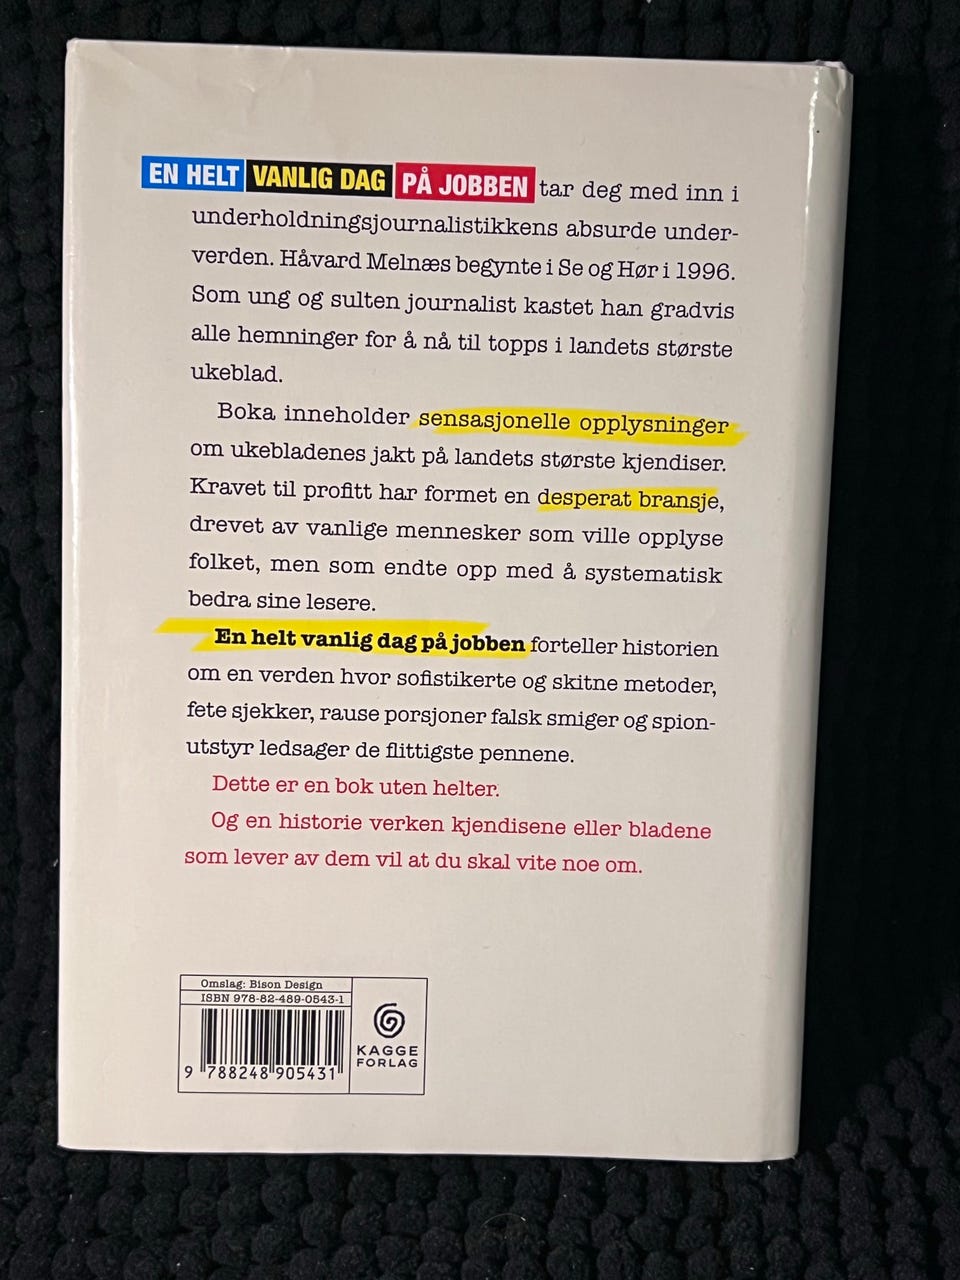 EN HELT VANLIG DAG PÅ JOBBEN tar deg med inn i
underholdningsjournalistikkens absurde under-
verden. Håvard Melnæs begynte i Se og Hør i 1996.
Som ung og sulten journalist kastet han gradvis
alle hemninger for å nå til topps i landets største
ukeblad.
Boka inneholder sensasjonelle opplysninger
om ukebladenes jakt på landets største kjendiser.
Kravet til profitt har formet en desperat bransje,
drevet av vanlige mennesker som ville opplyse
folket, men som endte opp med å systematisk
bedra sine lesere.
En helt vanlig dag på jobben forteller historien
om en verden hvor sofistikerte og skitne metoder,
fete sjekker, rause porsjoner falsk smiger og spion-
utstyr ledsager de flittigste pennene.
Dette er en bok uten helter.
Og en historie verken kjendisene eller bladene
som lever av dem vil at du skal vite noe om.
Omslag: Bison Design
ISBN 978-82-489-0543-1
9 788248 905431
KAGGE
FORLAG